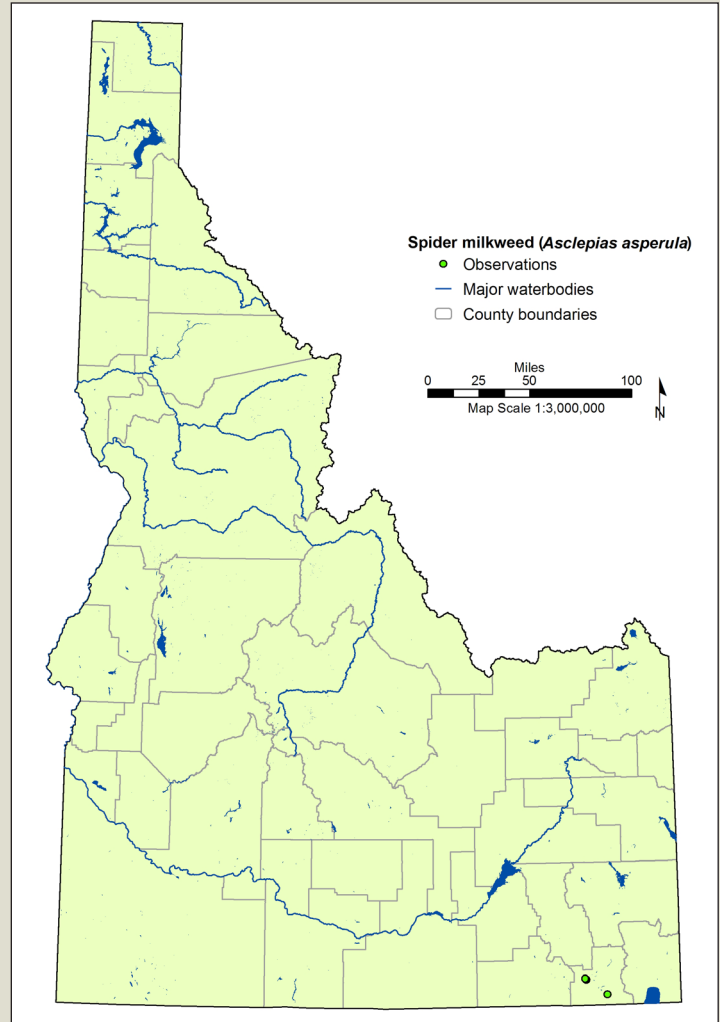 Spider milkweed (Asclepias asperula)
Observations
Major waterbodies
County boundaries
Miles
0 25 50 100
Map Scale 1:3,000,000
N